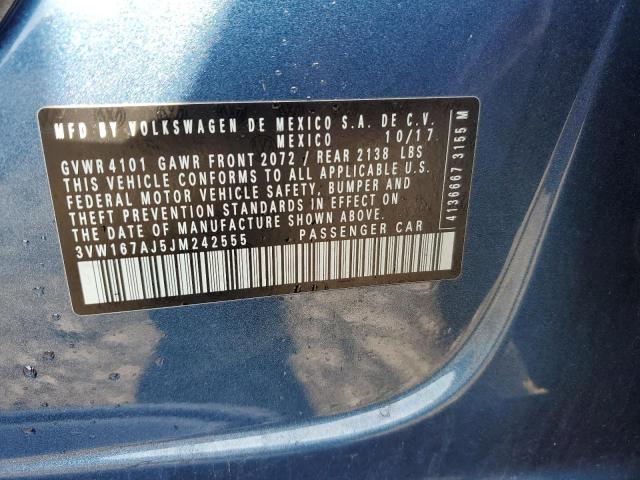 MFD BY VOLKSWAGEN DE MEXICO S.A. DE C.V.
MEXICO 10/17
GVWR 4101 GAWR FRONT 2072 / REAR 2138 LBS
THIS VEHICLE CONFORMS TO ALL APPLICABLE U.S.
FEDERAL MOTOR VEHICLE SAFETY, BUMPER AND
THEFT PREVENTION STANDARDS IN EFFECT ON
THE DATE OF MANUFACTURE SHOWN ABOVE.
3VW167AJ5JM242555 PASSENGER CAR
4136667 3155 M